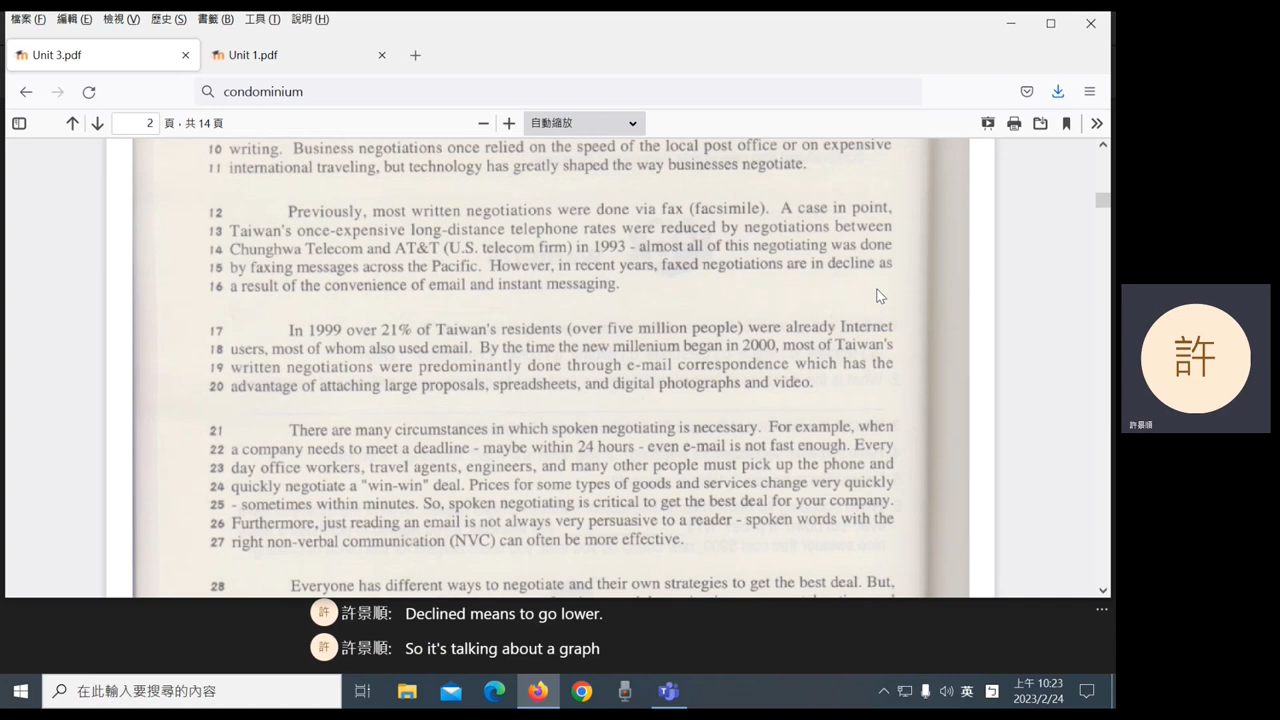 檔案(F) 編輯(E) 檢視(V) 歷史(S) 書籤(B) 工具(T) 說明(H)
Unit 3.pdf Unit 1.pdf
condominium
2 頁，共 14 頁 自動縮放
10 writing. Business negotiations once relied on the speed of the local post office or on expensive
11 international traveling, but technology has greatly shaped the way businesses negotiate.
12 Previously, most written negotiations were done via fax (facsimile). A case in point,
13 Taiwan's once-expensive long-distance telephone rates were reduced by negotiations between
14 Chunghwa Telecom and AT&T (U.S. telecom firm) in 1993 - almost all of this negotiating was done
15 by faxing messages across the Pacific. However, in recent years, faxed negotiations are in decline as
16 a result of the convenience of email and instant messaging.
17 In 1999 over 21% of Taiwan's residents (over five million people) were already Internet
18 users, most of whom also used email. By the time the new millenium began in 2000, most of Taiwan's
19 written negotiations were predominantly done through e-mail correspondence which has the
20 advantage of attaching large proposals, spreadsheets, and digital photographs and video.
21 There are many circumstances in which spoken negotiating is necessary. For example, when
22 a company needs to meet a deadline - maybe within 24 hours - even e-mail is not fast enough. Every
23 day office workers, travel agents, engineers, and many other people must pick up the phone and
24 quickly negotiate a "win-win" deal. Prices for some types of goods and services change very quickly
25 - sometimes within minutes. So, spoken negotiating is critical to get the best deal for your company.
26 Furthermore, just reading an email is not always very persuasive to a reader - spoken words with the
27 right non-verbal communication (NVC) can often be more effective.
28 Everyone has different ways to negotiate and their own strategies to get the best deal. But,
許
許景順
許 許景順: Declined means to go lower.
許 許景順: So it's talking about a graph
在此輸入要搜尋的文字
英
上午 10:23
2023/2/24